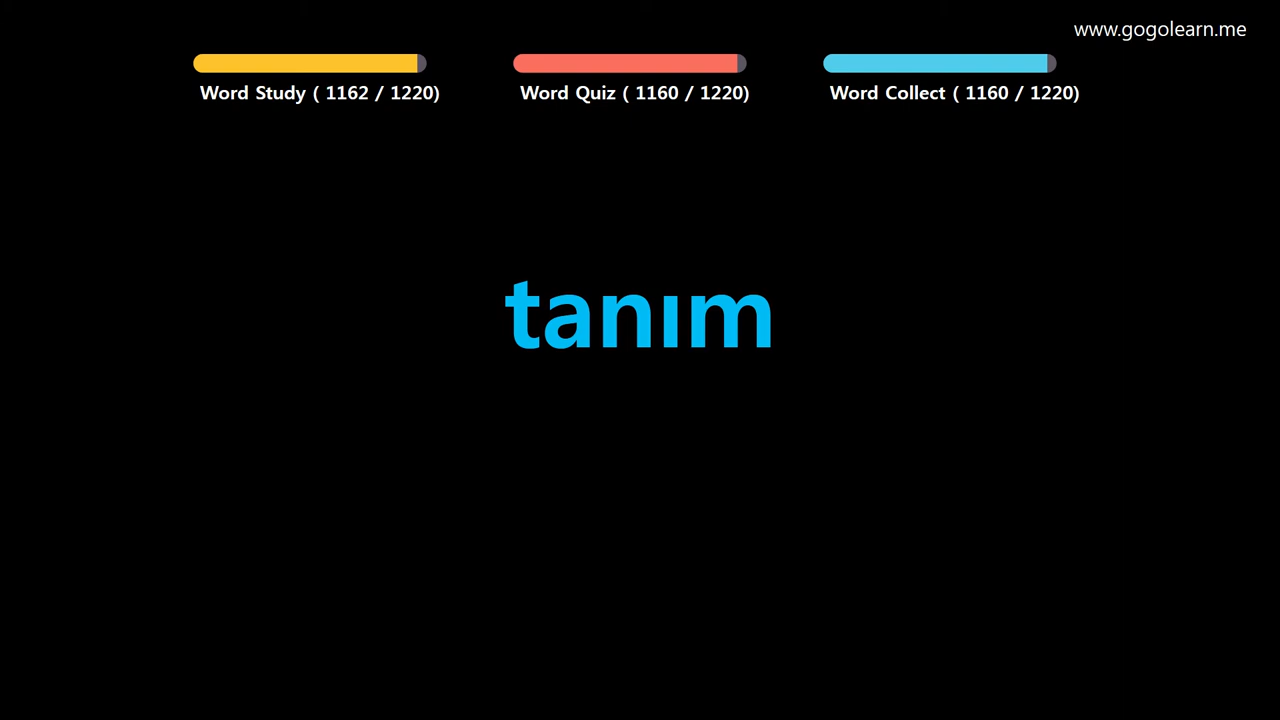 www.gogolearn.me
Word Study ( 1162 / 1220)
Word Quiz ( 1160 / 1220)
Word Collect ( 1160 / 1220)
tanım